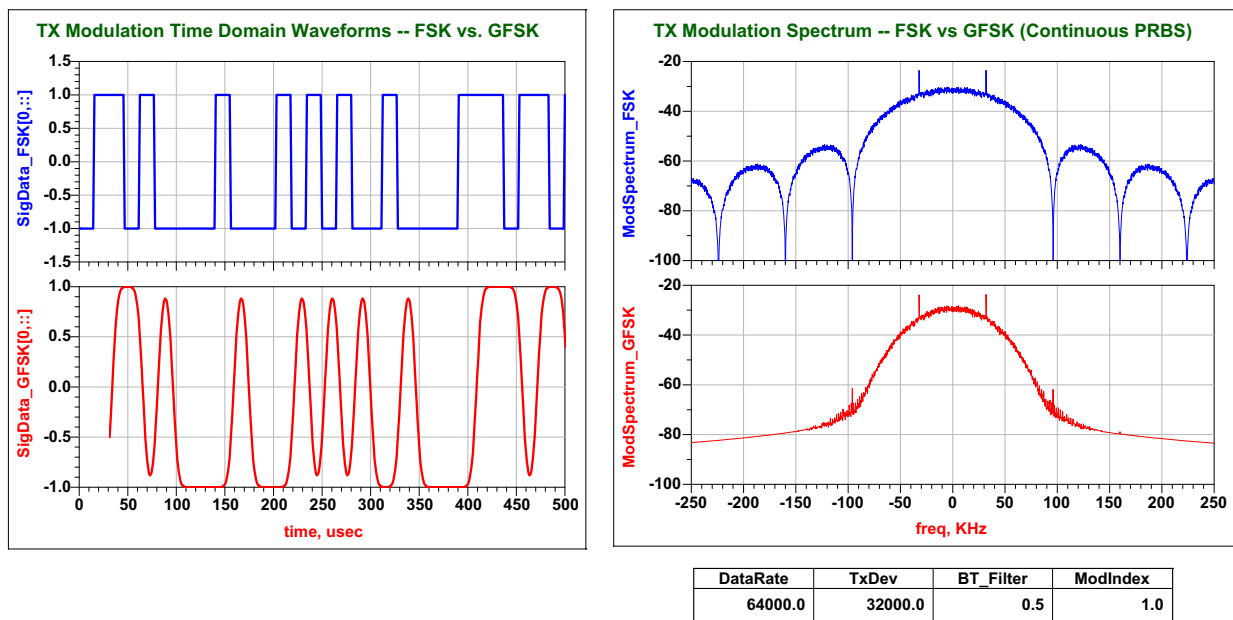 TX Modulation Time Domain Waveforms -- FSK vs. GFSK
SigData_FSK[0,::]
1.5
1.0
0.5
0.0
-0.5
-1.0
-1.5
SigData_GFSK[0,::]
1.0
0.5
0.0
-0.5
-1.0
0 50 100 150 200 250 300 350 400 450 500
time, usec
TX Modulation Spectrum -- FSK vs GFSK (Continuous PRBS)
ModSpectrum_FSK
-20
-40
-60
-80
-100
ModSpectrum_GFSK
-20
-40
-60
-80
-100
-250 -200 -150 -100 -50 0 50 100 150 200 250
freq, KHz
DataRate TxDev BT_Filter ModIndex
64000.0 32000.0 0.5 1.0